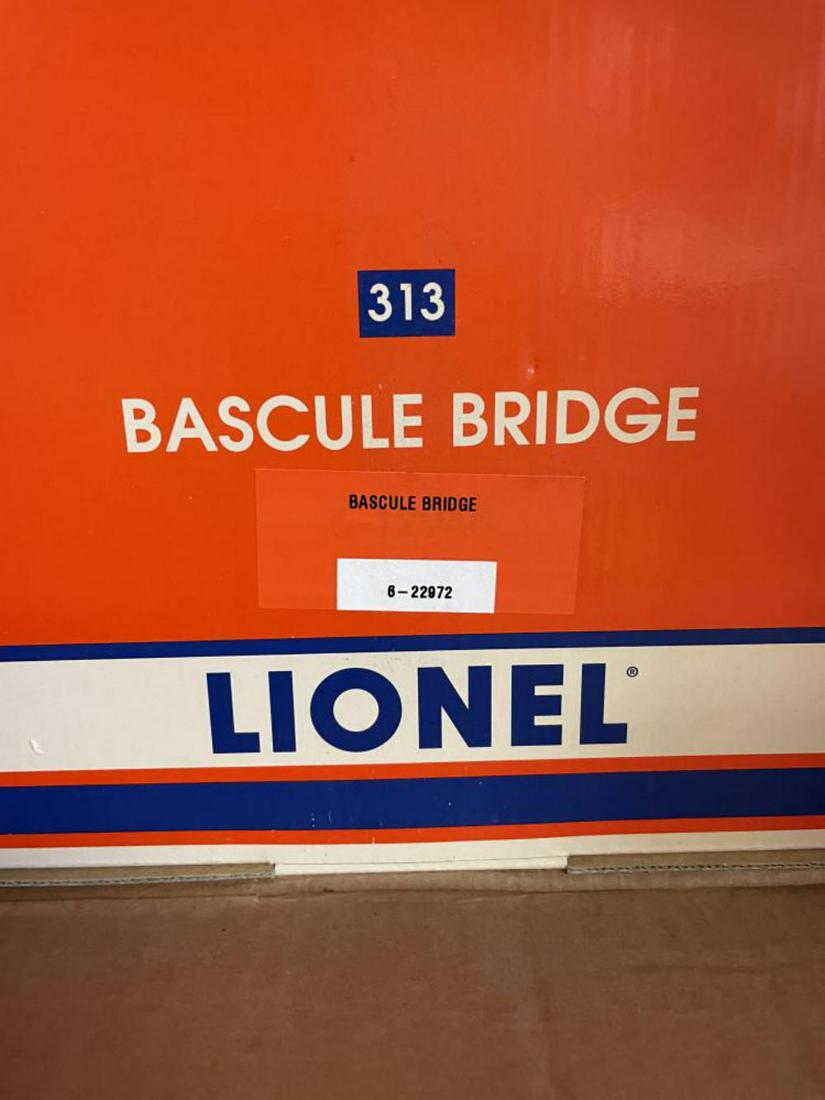 313
BASCULE BRIDGE
BASCULE BRIDGE
6-22972
LIONEL®